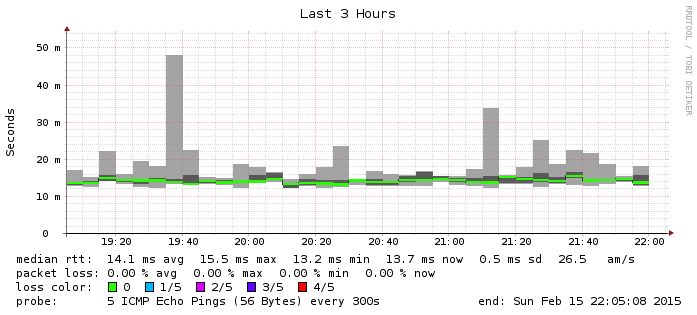 Last 3 Hours
RRDTOOL / TOBI OETIKER
Seconds
50 m
40 m
30 m
20 m
10 m
0
19:20 19:40 20:00 20:20 20:40 21:00 21:20 21:40 22:00
median rtt: 14.1 ms avg 15.5 ms max 13.2 ms min 13.7 ms now 0.5 ms sd 26.5 am/s
packet loss: 0.00 % avg 0.00 % max 0.00 % min 0.00 % now
loss color: 0 1/5 2/5 3/5 4/5
probe: 5 ICMP Echo Pings (56 Bytes) every 300s end: Sun Feb 15 22:05:08 2015